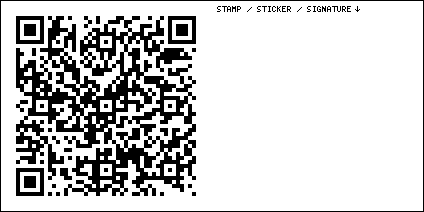 STAMP / STICKER / SIGNATURE ↓